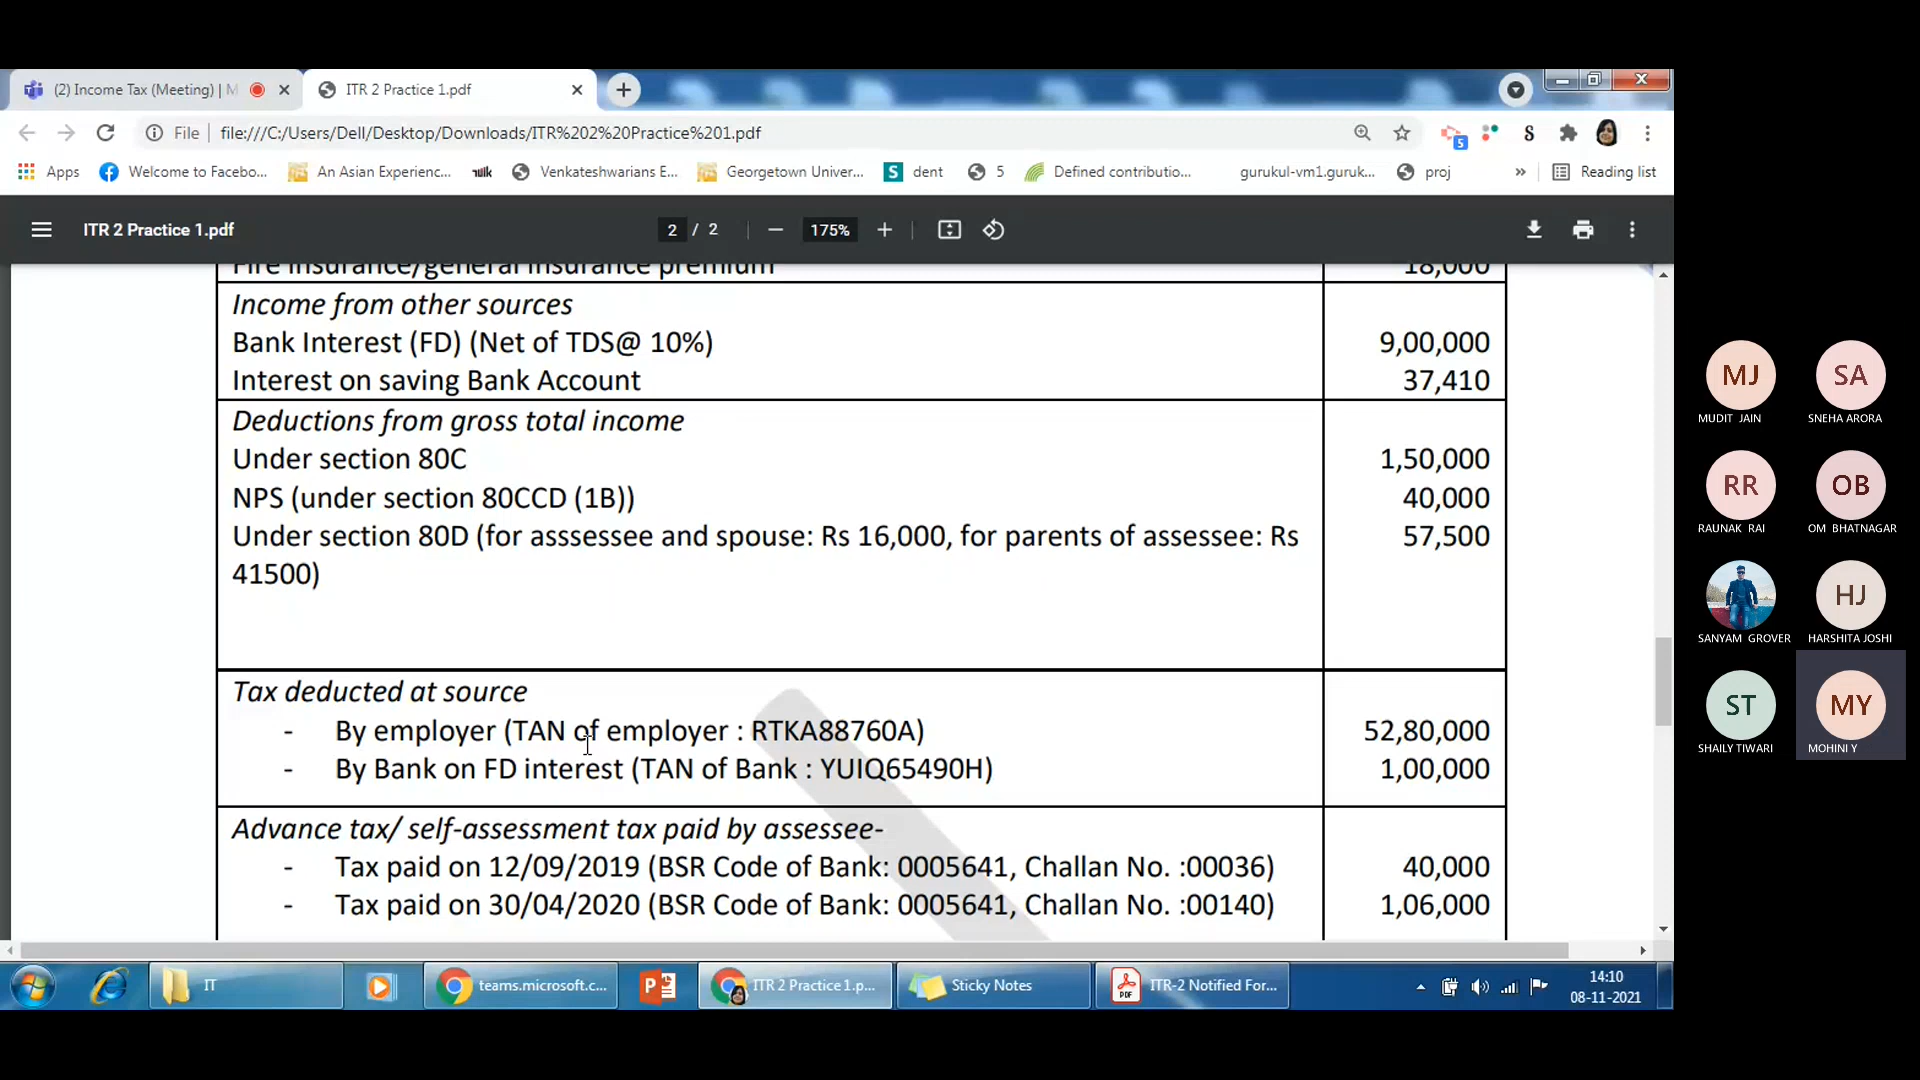 (2) Income Tax (Meeting) | M
ITR 2 Practice 1.pdf
File
file:///C:/Users/Dell/Desktop/Downloads/ITR%202%20Practice%201.pdf
S
5
Apps
Welcome to Facebo...
An Asian Experienc...
Venkateshwarians E...
Georgetown Univer...
S
dent
5
Defined contributio...
gurukul-vm1.guruk...
proj
»
Reading list
ITR 2 Practice 1.pdf
2 / 2
175%
Fire insurance/general insurance premium 18,000
Income from other sources
Bank Interest (FD) (Net of TDS@ 10%) 9,00,000
Interest on saving Bank Account 37,410
Deductions from gross total income
Under section 80C 1,50,000
NPS (under section 80CCD (1B)) 40,000
Under section 80D (for asssessee and spouse: Rs 16,000, for parents of assessee: Rs 57,500
41500)
Tax deducted at source
- By employer (TAN of employer : RTKA88760A) 52,80,000
- By Bank on FD interest (TAN of Bank : YUIQ65490H) 1,00,000
Advance tax/ self-assessment tax paid by assessee-
- Tax paid on 12/09/2019 (BSR Code of Bank: 0005641, Challan No. :00036) 40,000
- Tax paid on 30/04/2020 (BSR Code of Bank: 0005641, Challan No. :00140) 1,06,000
IT
teams.microsoft.c...
ITR 2 Practice 1.p...
Sticky Notes
PDF
ITR-2 Notified For...
14:10
08-11-2021
MJ
MUDIT JAIN
SA
SNEHA ARORA
RR
RAUNAK RAI
OB
OM BHATNAGAR
SANYAM GROVER
HJ
HARSHITA JOSHI
ST
SHAILY TIWARI
MY
MOHINI Y